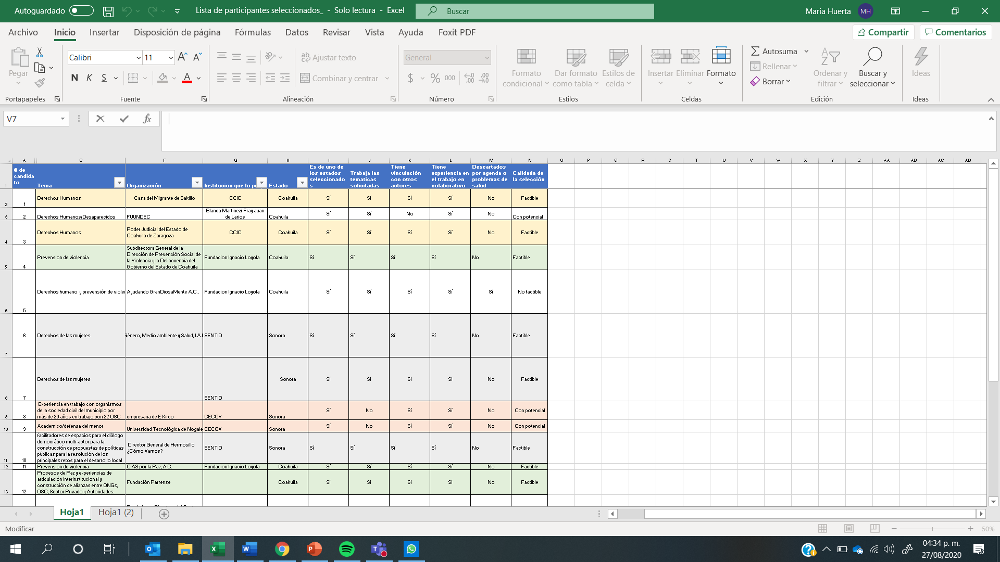 Autoguardado
Lista de participantes seleccionados_ - Solo lectura - Excel
Buscar
Maria Huerta
MH
Archivo
Inicio
Insertar
Disposición de página
Fórmulas
Datos
Revisar
Vista
Ayuda
Foxit PDF
Compartir
Comentarios
Pegar
Portapapeles
Calibri
11
N K S
Fuente
Ajustar texto
Combinar y centrar
Alineación
General
$ % 000
Número
Formato condicional
Dar formato como tabla
Estilos de celda
Estilos
Insertar
Eliminar
Formato
Celdas
Autosuma
Rellenar
Borrar
Ordenar y filtrar
Buscar y seleccionar
Edición
Ideas
Ideas
V7
fx
A C F G H I J K L M N O P Q R S T U V W X Y Z AA AB AC AD
1 # de candidato Tema Organización Institucion que lo pr Estado Es de uno de los estados seleccionados Trabaja las tematicas solicitadas Tiene vinculación con otros actores Tiene experiencia en el trabajo en colaborativo Descartados por agenda o problemas de salud Calidada de la selección
2 1 Derechos Humanos Casa del Migrante de Saltillo CCIC Coahuila Sí Sí Sí Sí No Factible
3 2 Derechos Humanos/Desaparecidos FUUNDEC Blanca Martinez/ Fray Juan de Larios Coahuila Sí Sí No Sí No Con potencial
4 3 Derechos Humanos Poder Judicial del Estado de Coahuila de Zaragoza CCIC Coahuila Sí Sí Sí Sí No Factible
5 4 Prevension de violencia Subdirectora General de la Dirección de Prevención Social de la Violencia y la Delincuencia del Gobierno del Estado de Coahuila Fundacion Ignacio Loyola Coahuila Sí Sí Sí Sí No Factible
6 5 Derechos humano y prevención de violer Ayudando GranDiosaMente A.C., Fundacion Ignacio Loyola Coahuila Sí Sí Sí Sí Sí No factible
7 6 Derechos de las mujeres Género, Medio ambiente y Salud, I.A. SENTID Sonora Sí Sí Sí Sí No Factible
8 7 Derechos de las mujeres SENTID Sonora Sí Sí Sí Sí No Factible
9 8 Experiencia en trabajo con organismos de la sociedad civil del municipio por más de 20 años en trabajo con 22 OSC empresaria de E Kirco CECOV Sonora Sí No Sí Sí No Con potencial
10 9 Academico/defensa del menor Universidad Tecnológica de Nogale CECOV Sonora Sí No Sí Sí No Con potencial
11 10 facilitadores de espacios para el diálogo democrático multi-actor para la construcción de propuestas de políticas públicas para la resolución de los principales retos para el desarrollo local Director General de Hermosillo ¿Cómo Vamos? SENTID Sonora Sí Sí Sí Sí No Factible
12 11 Prevension de violencia CIAS por la Paz, A.C. Fundacion Ignacio Loyola Coahuila Sí Sí Sí Sí No Factible
13 12 Procesos de Paz y experiencias de articulación interinstitucional y construcción de alianzas entre ONGs, OSC, Sector Privado y Autoridades. Fundación Parrense Coahuila Sí Sí Sí Sí No Factible
Hoja1
Hoja1 (2)
Modificar
50%
04:34 p. m.
27/08/2020